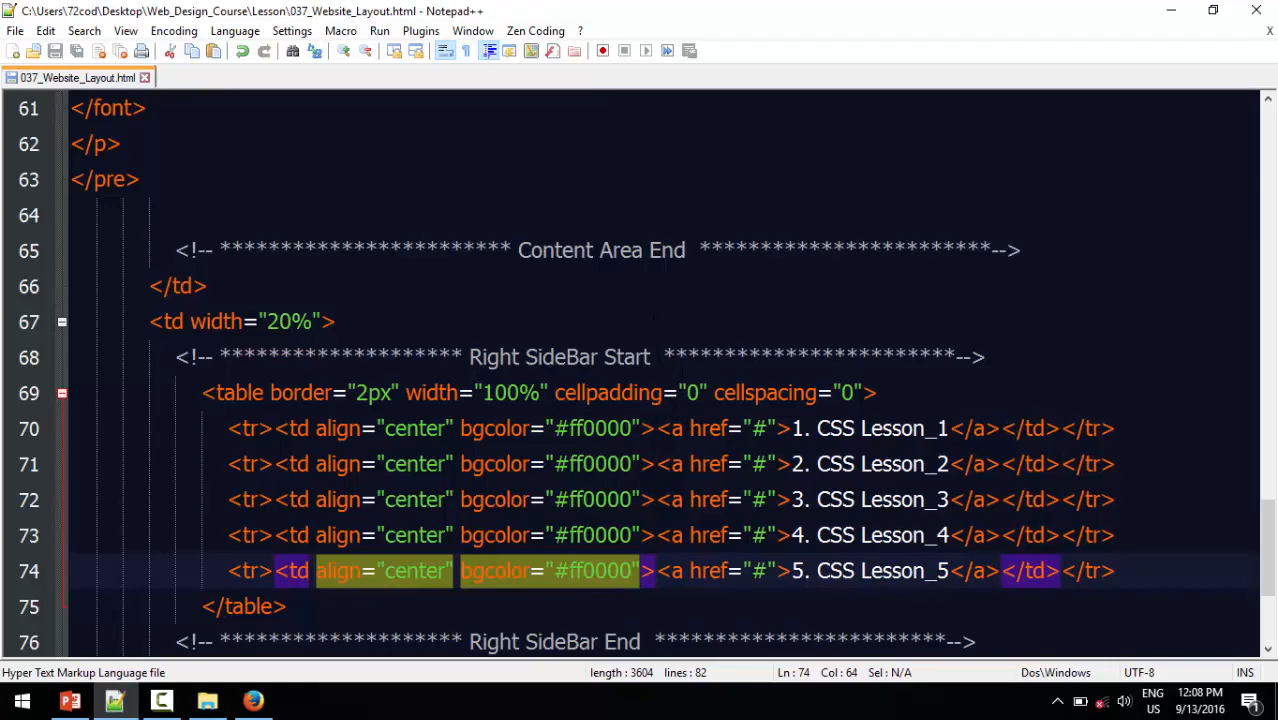 C:\Users\72cod\Desktop\Web_Design_Course\Lesson\037_Website_Layout.html - Notepad++
File Edit Search View Encoding Language Settings Macro Run Plugins Window Zen Coding ? X
037_Website_Layout.html
61 </font>
62 </p>
63 </pre>
64
65 <!-- ************************ Content Area End ************************-->
66 </td>
67 <td width="20%">
68 <!-- ******************** Right SideBar Start ************************-->
69 <table border="2px" width="100%" cellpadding="0" cellspacing="0">
70 <tr><td align="center" bgcolor="#ff0000"><a href="#">1. CSS Lesson_1</a></td></tr>
71 <tr><td align="center" bgcolor="#ff0000"><a href="#">2. CSS Lesson_2</a></td></tr>
72 <tr><td align="center" bgcolor="#ff0000"><a href="#">3. CSS Lesson_3</a></td></tr>
73 <tr><td align="center" bgcolor="#ff0000"><a href="#">4. CSS Lesson_4</a></td></tr>
74 <tr><td align="center" bgcolor="#ff0000"><a href="#">5. CSS Lesson_5</a></td></tr>
75 </table>
76 <!-- ******************** Right SideBar End ************************-->
Hyper Text Markup Language file length : 3604 lines : 82 Ln : 74 Col : 64 Sel : N/A Dos\Windows UTF-8 INS
ENG 12:08 PM
US 9/13/2016